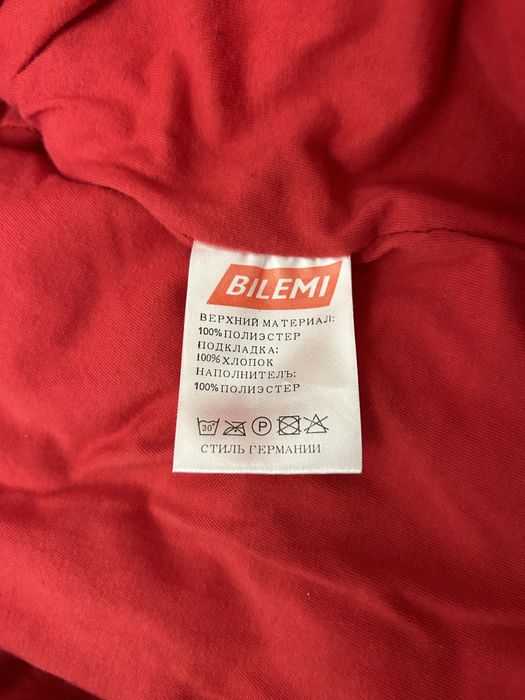 BILEMI
ВЕРХНИЙ МАТЕРИАЛ:
100% ПОЛИЭСТЕР
ПОДКЛАДКА:
100% ХЛОПОК
НАПОЛНИТЕЛЬ:
100% ПОЛИЭСТЕР
30° P
СТИЛЬ ГЕРМАНИИ